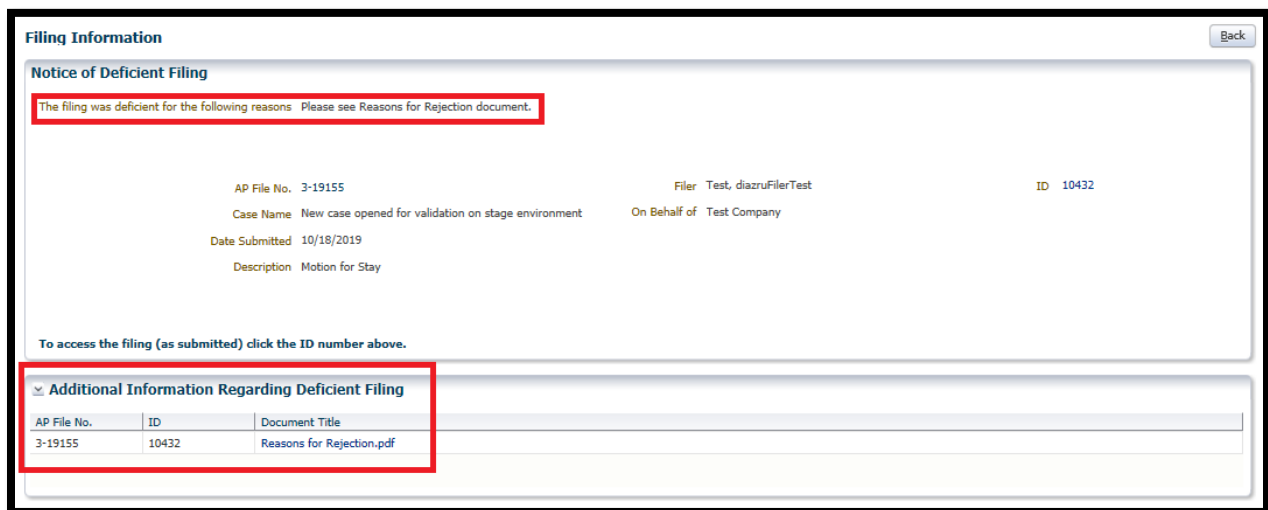 Filing Information
Back
Notice of Deficient Filing
The filing was deficient for the following reasons Please see Reasons for Rejection document.
AP File No. 3-19155 Filer Test, diazruFilerTest ID 10432
Case Name New case opened for validation on stage environment On Behalf of Test Company
Date Submitted 10/18/2019
Description Motion for Stay
To access the filing (as submitted) click the ID number above.
Additional Information Regarding Deficient Filing
AP File No. ID Document Title
3-19155 10432 Reasons for Rejection.pdf